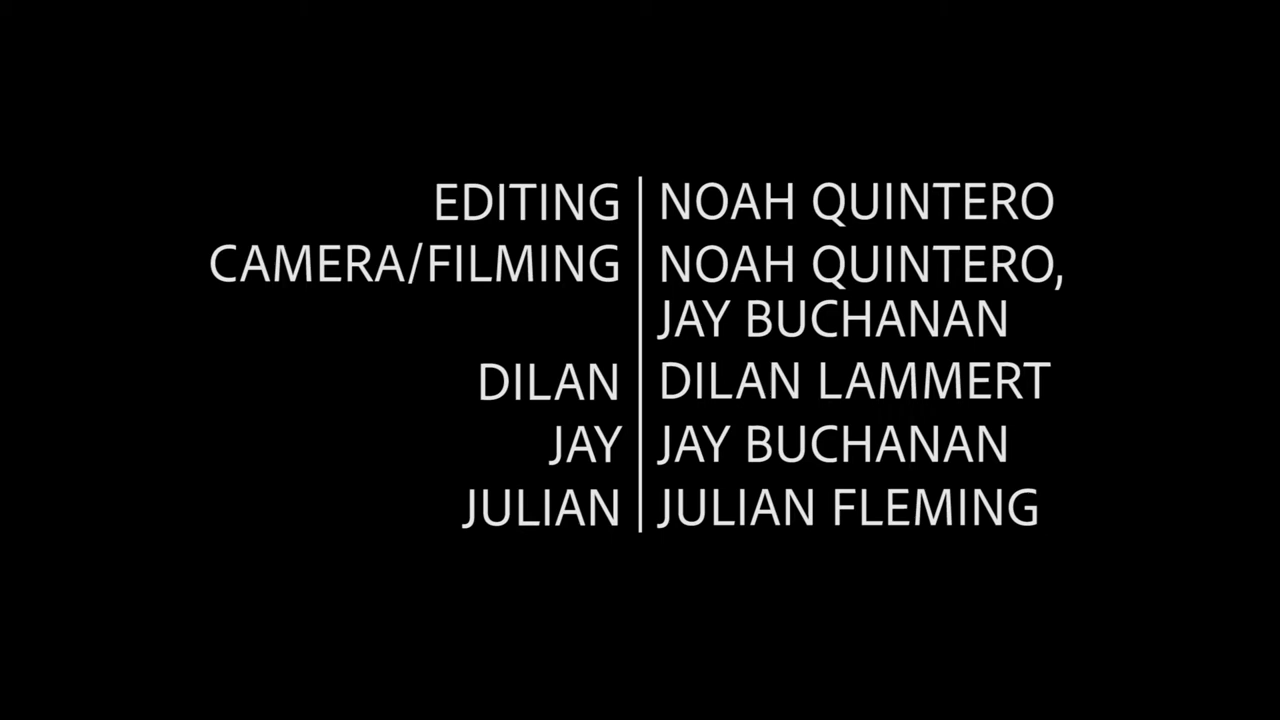 EDITING NOAH QUINTERO
CAMERA/FILMING NOAH QUINTERO,
JAY BUCHANAN
DILAN DILAN LAMMERT
JAY JAY BUCHANAN
JULIAN JULIAN FLEMING